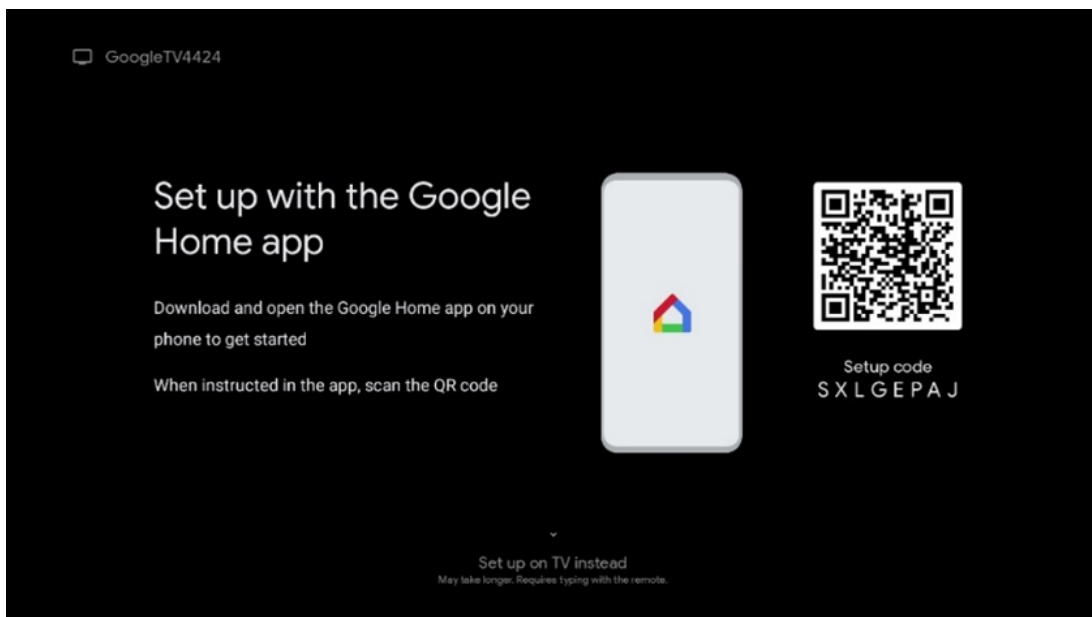 GoogleTV4424
Set up with the Google
Home app
Download and open the Google Home app on your
phone to get started
When instructed in the app, scan the QR code
Setup code
SXLGEPAJ
Set up on TV instead
May take longer. Requires typing with the remote.